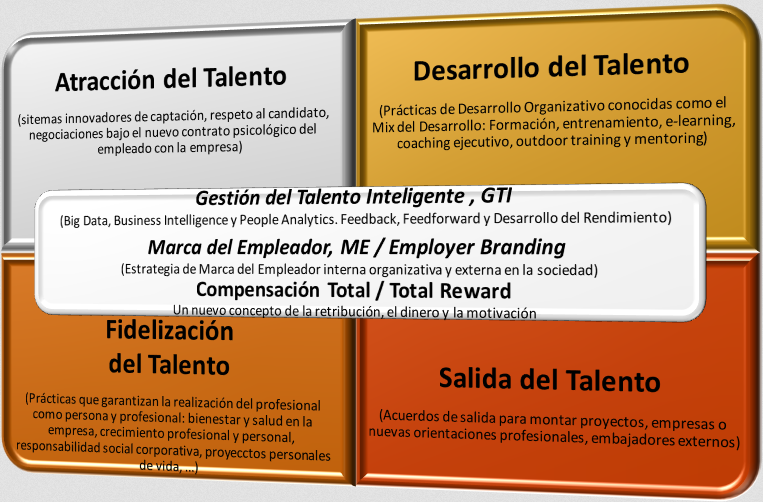 Atracción del Talento
(sitemas innovadores de captación, respeto al candidato,
negociaciones bajo el nuevo contrato psicológico del
empleado con la empresa)
Desarrollo del Talento
(Prácticas de Desarrollo Organizativo conocidas como el
Mix del Desarrollo: Formación, entrenamiento, e-learning,
coaching ejecutivo, outdoor training y mentoring)
Gestión del Talento Inteligente , GTI
(Big Data, Business Intelligence y People Analytics. Feedback, Feedforward y Desarrollo del Rendimiento)
Marca del Empleador, ME / Employer Branding
(Estrategia de Marca del Empleador interna organizativa y externa en la sociedad)
Compensación Total / Total Reward
Un nuevo concepto de la retribución, el dinero y la motivación
Fidelización
del Talento
(Prácticas que garantizan la realización del profesional
como persona y profesional: bienestar y salud en la
empresa, crecimiento profesional y personal,
responsabilidad social corporativa, proyecctos personales
de vida, ...)
Salida del Talento
(Acuerdos de salida para montar proyectos, empresas o
nuevas orientaciones profesionales, embajadores externos)